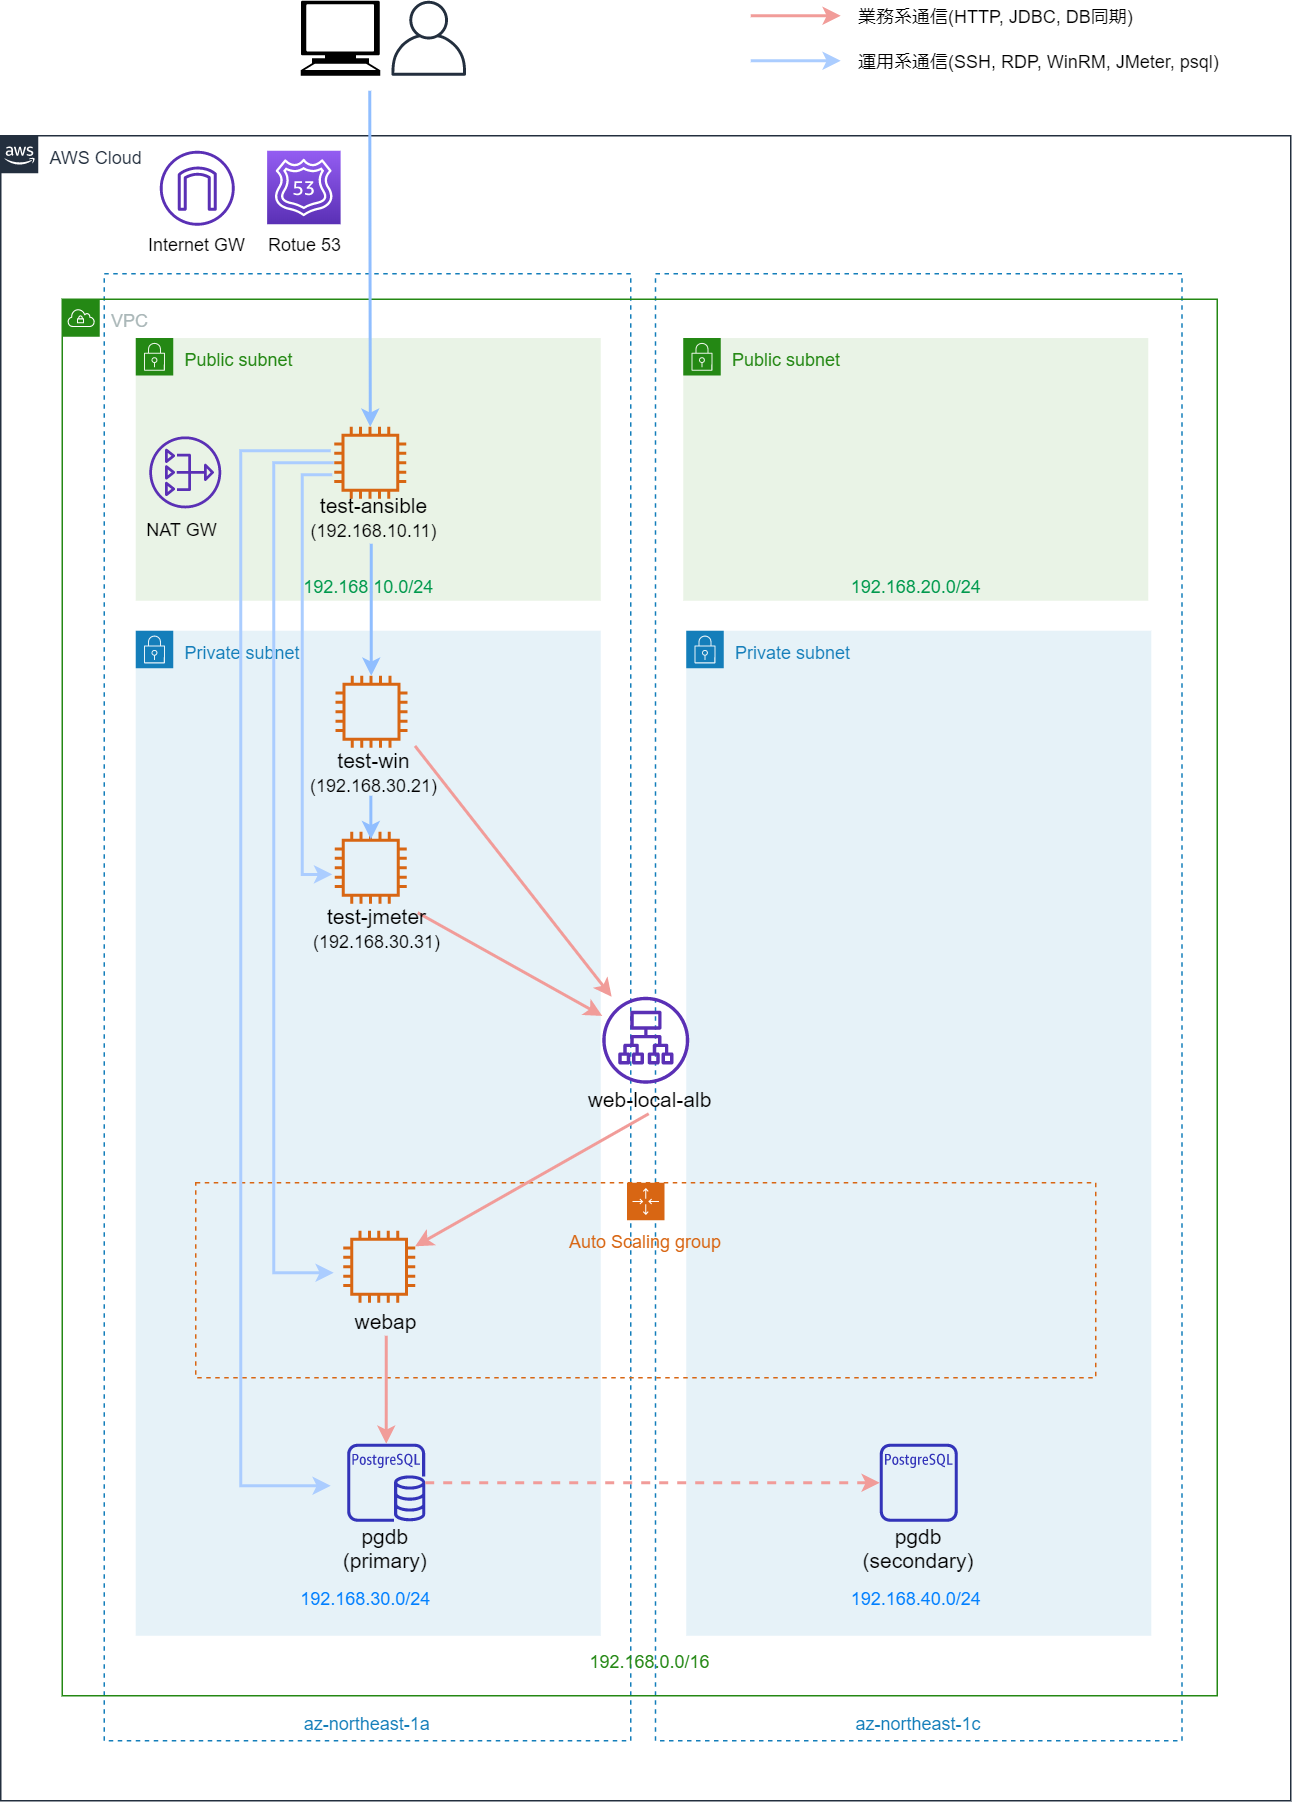 業務系通信(HTTP, JDBC, DB同期)
運用系通信(SSH, RDP, WinRM, JMeter, psql)
aws
AWS Cloud
53
Internet GW
Rotue 53
VPC
Public subnet
Public subnet
test-ansible
(192.168.10.11)
NAT GW
192.168.10.0/24
192.168.20.0/24
Private subnet
Private subnet
test-win
(192.168.30.21)
test-jmeter
(192.168.30.31)
web-local-alb
Auto Scaling group
webap
PostgreSQL
PostgreSQL
pgdb
(primary)
pgdb
(secondary)
192.168.30.0/24
192.168.40.0/24
192.168.0.0/16
az-northeast-1a
az-northeast-1c